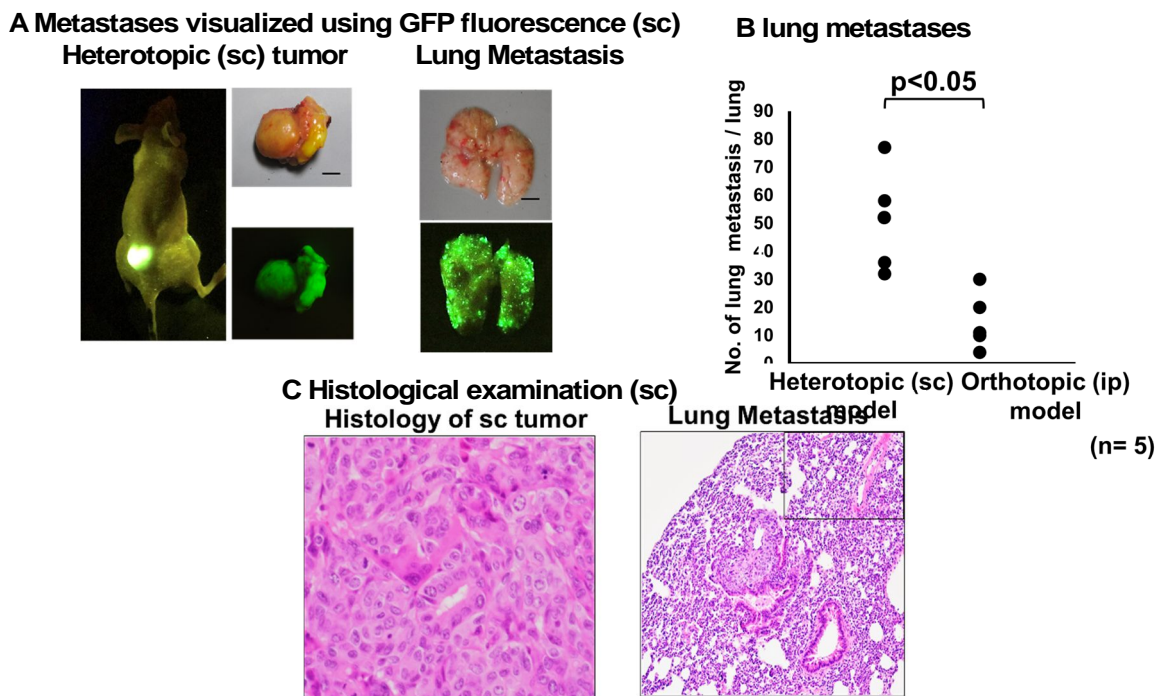 A Metastases visualized using GFP fluorescence (sc)
Heterotopic (sc) tumor
Lung Metastasis
B lung metastases
p<0.05
No. of lung metastasis / lung
90
80
70
60
50
40
30
20
10
0
Heterotopic (sc)
model
Orthotopic (ip)
model
(n= 5)
C Histological examination (sc)
Histology of sc tumor
Lung Metastasis